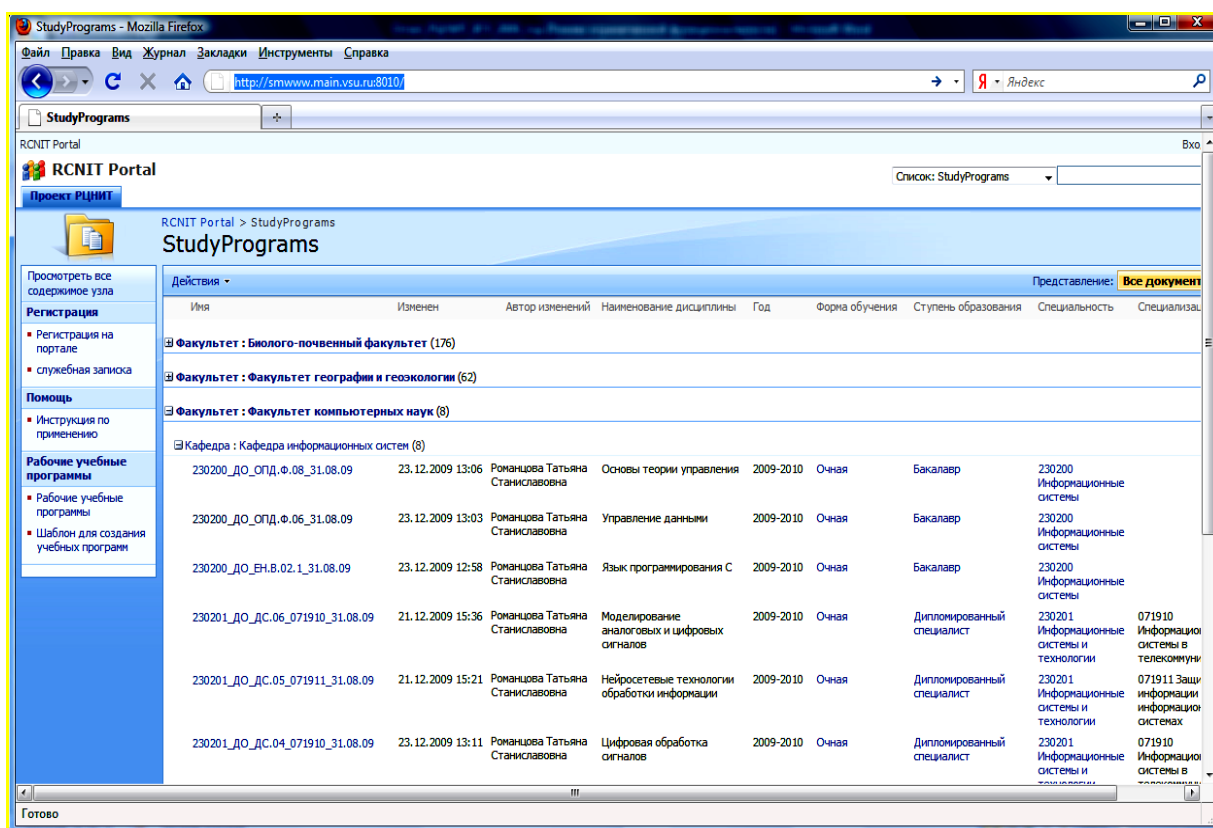 StudyPrograms - Mozilla Firefox
Файл Правка Вид Журнал Закладки Инструменты Справка
http://smwww.main.vsu.ru:8010/
Я Яндекс
StudyPrograms
RCNIT Portal
Вхо
RCNIT Portal
Список: StudyPrograms
Проект РЦНИТ
RCNIT Portal > StudyPrograms
StudyPrograms
Просмотреть все
содержимое узла
Регистрация
Регистрация на
портале
служебная записка
Помощь
Инструкция по
применению
Рабочие учебные
программы
Рабочие учебные
программы
Шаблон для создания
учебных программ
Действия
Представление: Все документ
Имя Изменен Автор изменений Наименование дисциплины Год Форма обучения Ступень образования Специальность Специализац
Факультет : Биолого-почвенный факультет (176)
Факультет : Факультет географии и геоэкологии (62)
Факультет : Факультет компьютерных наук (8)
Кафедра : Кафедра информационных систем (8)
230200_ДО_ОПД.Ф.08_31.08.09 23.12.2009 13:06 Романцова Татьяна Основы теории управления 2009-2010 Очная Бакалавр 230200
Станиславовна Информационные
системы
230200_ДО_ОПД.Ф.06_31.08.09 23.12.2009 13:03 Романцова Татьяна Управление данными 2009-2010 Очная Бакалавр 230200
Станиславовна Информационные
системы
230200_ДО_ЕН.В.02.1_31.08.09 23.12.2009 12:58 Романцова Татьяна Язык программирования С 2009-2010 Очная Бакалавр 230200
Станиславовна Информационные
системы
230201_ДО_ДС.06_071910_31.08.09 21.12.2009 15:36 Романцова Татьяна Моделирование 2009-2010 Очная Дипломированный 230201 071910
Станиславовна аналоговых и цифровых специалист Информационные Информацион
сигналов системы и системы в
технологии телекоммуни
230201_ДО_ДС.05_071911_31.08.09 21.12.2009 15:21 Романцова Татьяна Нейросетевые технологии 2009-2010 Очная Дипломированный 230201 071911 Защи
Станиславовна обработки информации специалист Информационные информации
системы и информацион
технологии системах
230201_ДО_ДС.04_071910_31.08.09 23.12.2009 13:11 Романцова Татьяна Цифровая обработка 2009-2010 Очная Дипломированный 230201 071910
Станиславовна сигналов специалист Информационные Информацион
системы и системы в
Готово